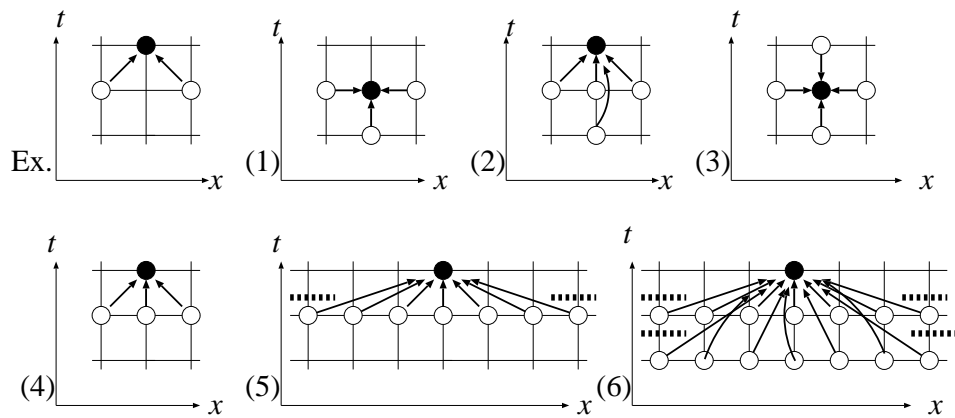 t t t t
Ex. (1) (2) (3)
x x x x
t t t
(4) (5) (6)
x x x